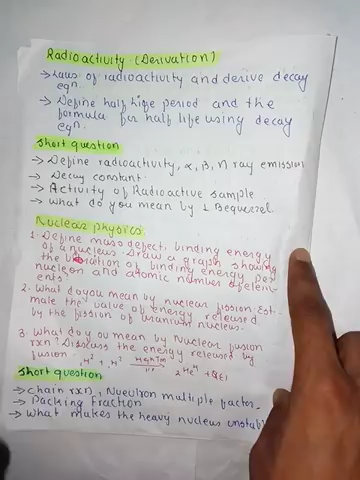 Radioactivity (Derivation)
→ Laws of radioactivity and derive decay
eqn.
→ Define half life period and the
formula for half life using decay
eqn.
Short question
→ Define radioactivity, α, β, η ray emission
→ Decay constant.
→ Activity of Radioactive sample
→ What do you mean by 1 Bequerrel.
Nuclear physics.
1. Define mass defect, binding energy
of a nucleus. Draw a graph showing
the of binding energy per
nucleon and atomic number of elem
ents?
2. What do you mean by nuclear fission. Est-
mate the value of energy released
by the fission of uranium nucleus.
3. What do you mean by Nuclear fusion
rxn? Discuss the energy released by
fusion.
Short question
→ chain rxn, Nueutron multiple factor.
→ Packing Fraction
→ What makes the heavy nucleus unstabl